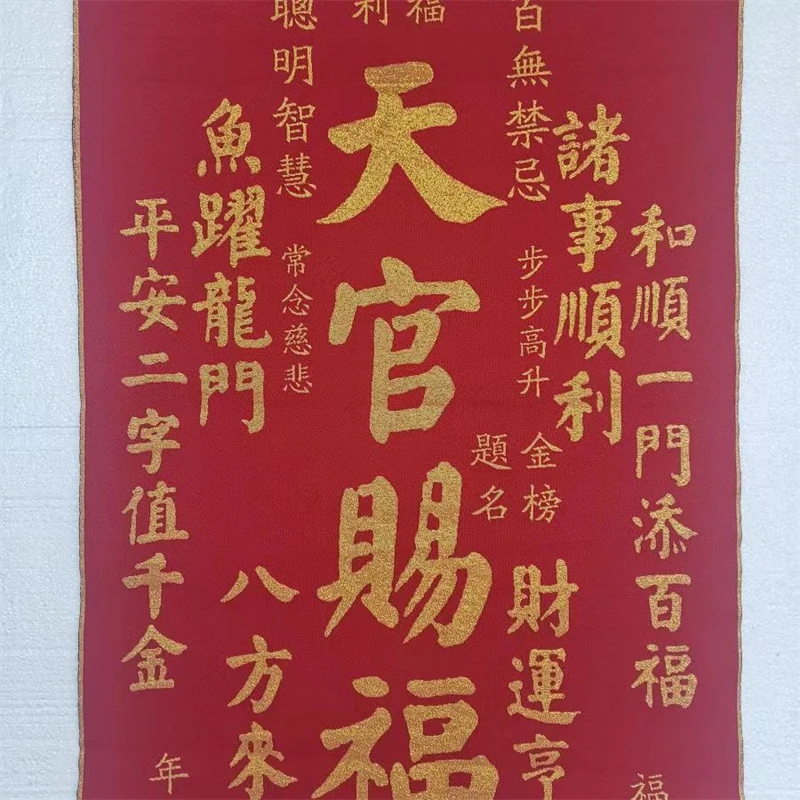 和順一門添百福
福
諸事順利
百無禁忌
步步高升
金榜
題名
財運亨
福
利
天官賜福
聰明智慧
常念慈悲
魚躍龍門
八方來
平安二字值千金
年